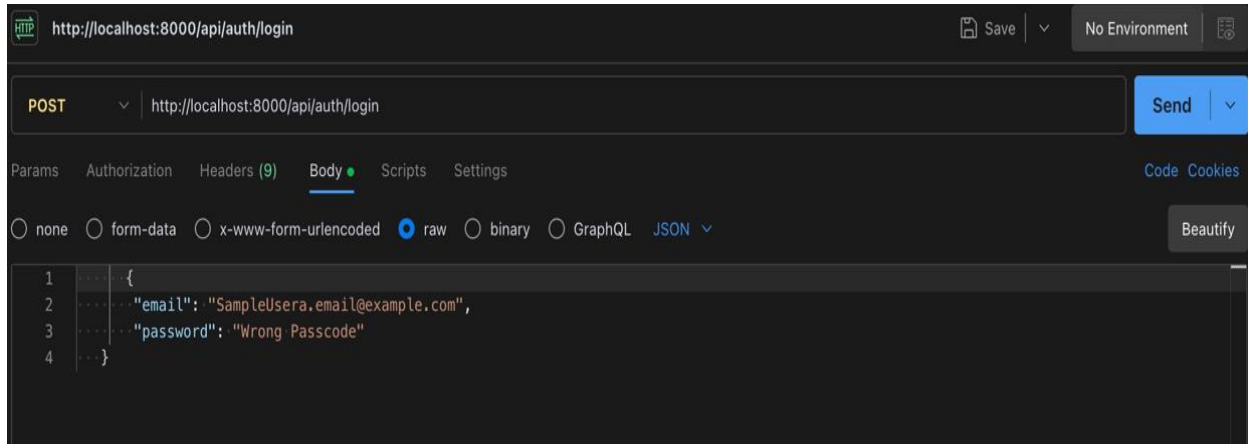 HTTP http://localhost:8000/api/auth/login Save No Environment
POST http://localhost:8000/api/auth/login Send
Params Authorization Headers (9) Body Scripts Settings Code Cookies
none form-data x-www-form-urlencoded raw binary GraphQL JSON Beautify
1 {
2 "email": "SampleUsera.email@example.com",
3 "password": "Wrong Passcode"
4 }